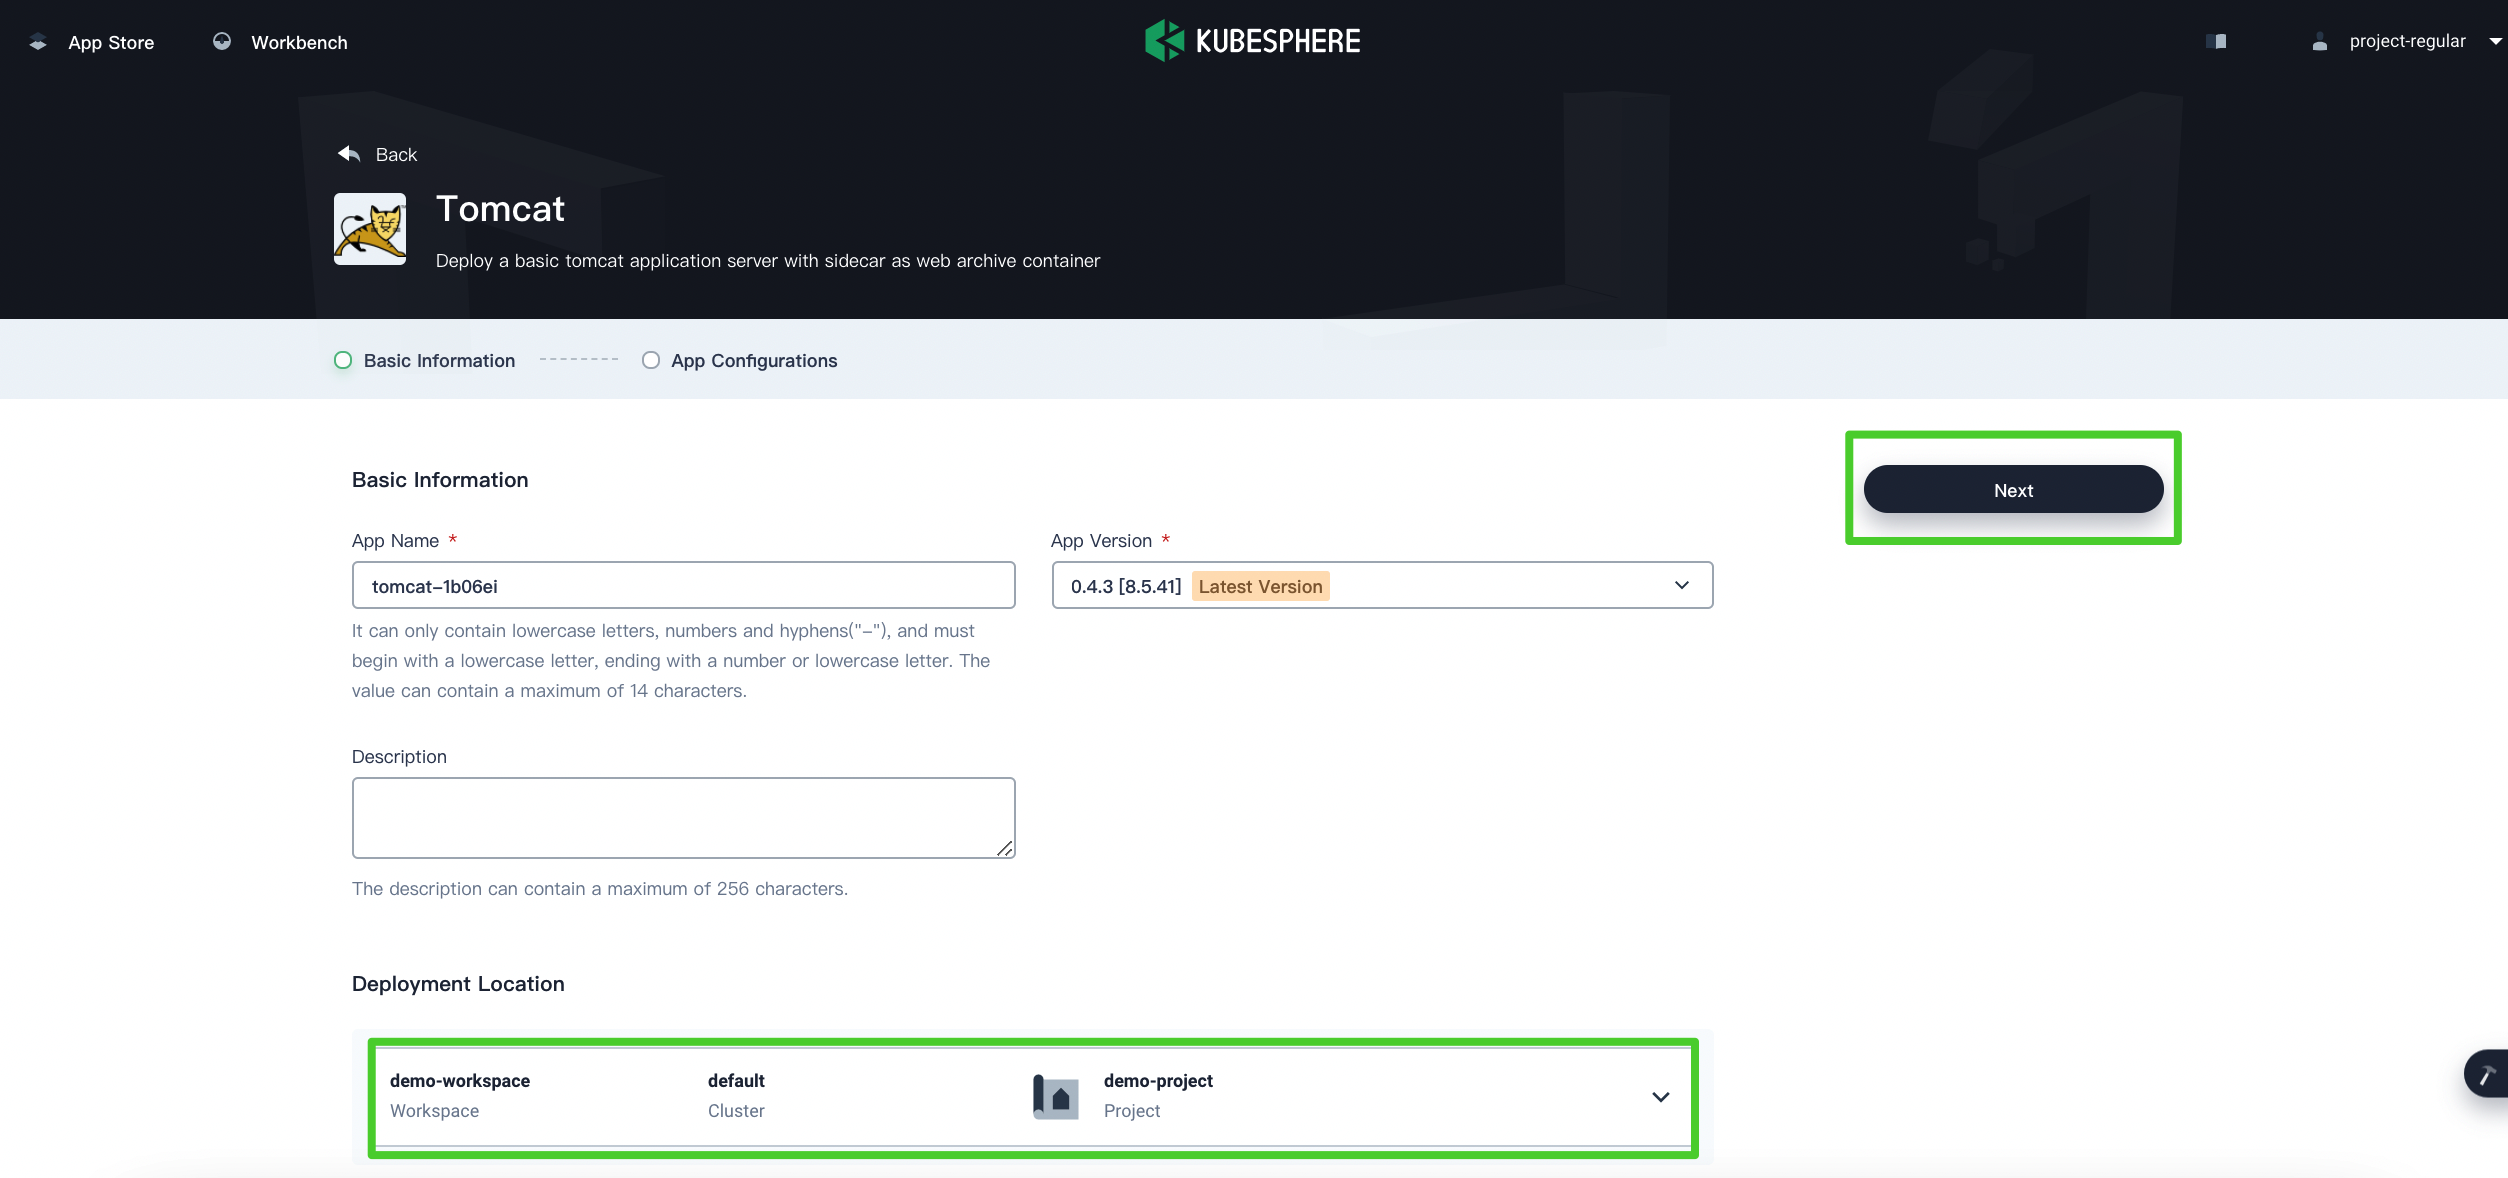 App Store
Workbench
KUBESPHERE
project-regular
Back
Tomcat
Deploy a basic tomcat application server with sidecar as web archive container
Basic Information
App Configurations
Basic Information
Next
App Name *
App Version *
tomcat-1b06ei
0.4.3 [8.5.41] Latest Version
It can only contain lowercase letters, numbers and hyphens("-"), and must
begin with a lowercase letter, ending with a number or lowercase letter. The
value can contain a maximum of 14 characters.
Description
The description can contain a maximum of 256 characters.
Deployment Location
demo-workspace
Workspace
default
Cluster
demo-project
Project